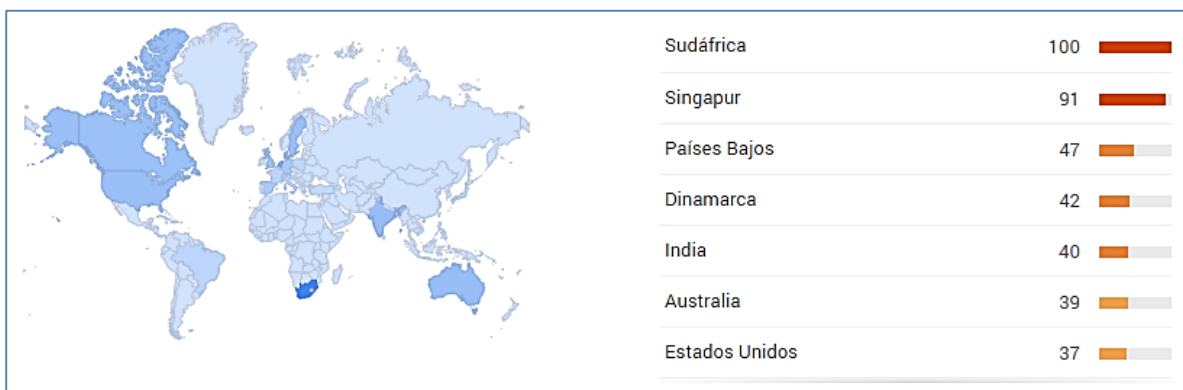 Sudáfrica 100
Singapur 91
Países Bajos 47
Dinamarca 42
India 40
Australia 39
Estados Unidos 37